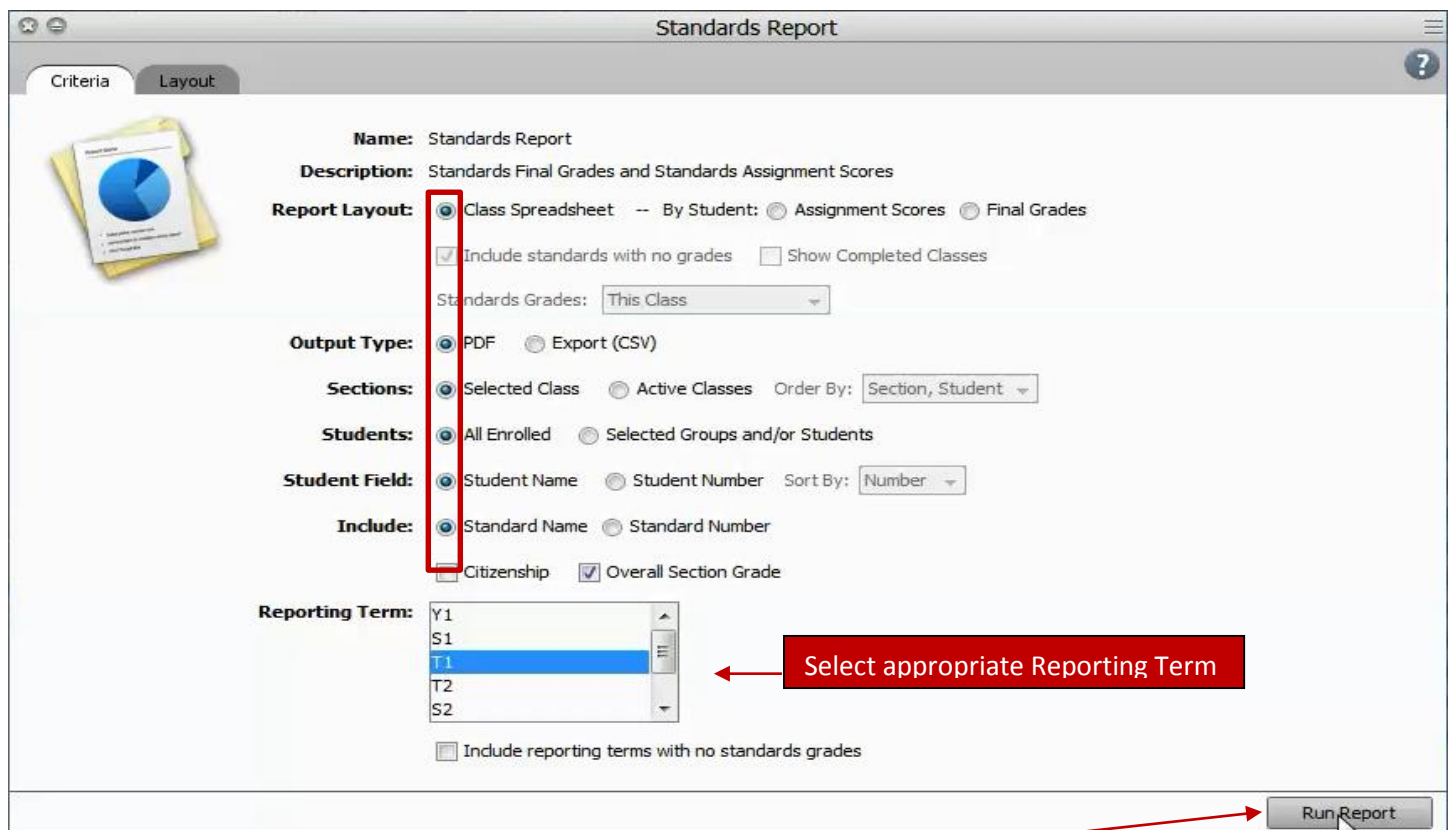 Standards Report
Criteria Layout
Name: Standards Report
Description: Standards Final Grades and Standards Assignment Scores
Report Layout: Class Spreadsheet -- By Student: Assignment Scores Final Grades
Include standards with no grades Show Completed Classes
Standards Grades: This Class
Output Type: PDF Export (CSV)
Sections: Selected Class Active Classes Order By: Section, Student
Students: All Enrolled Selected Groups and/or Students
Student Field: Student Name Student Number Sort By: Number
Include: Standard Name Standard Number
Citizenship Overall Section Grade
Reporting Term: Y1
S1
T1
Select appropriate Reporting Term
T2
S2
Include reporting terms with no standards grades
Run Report